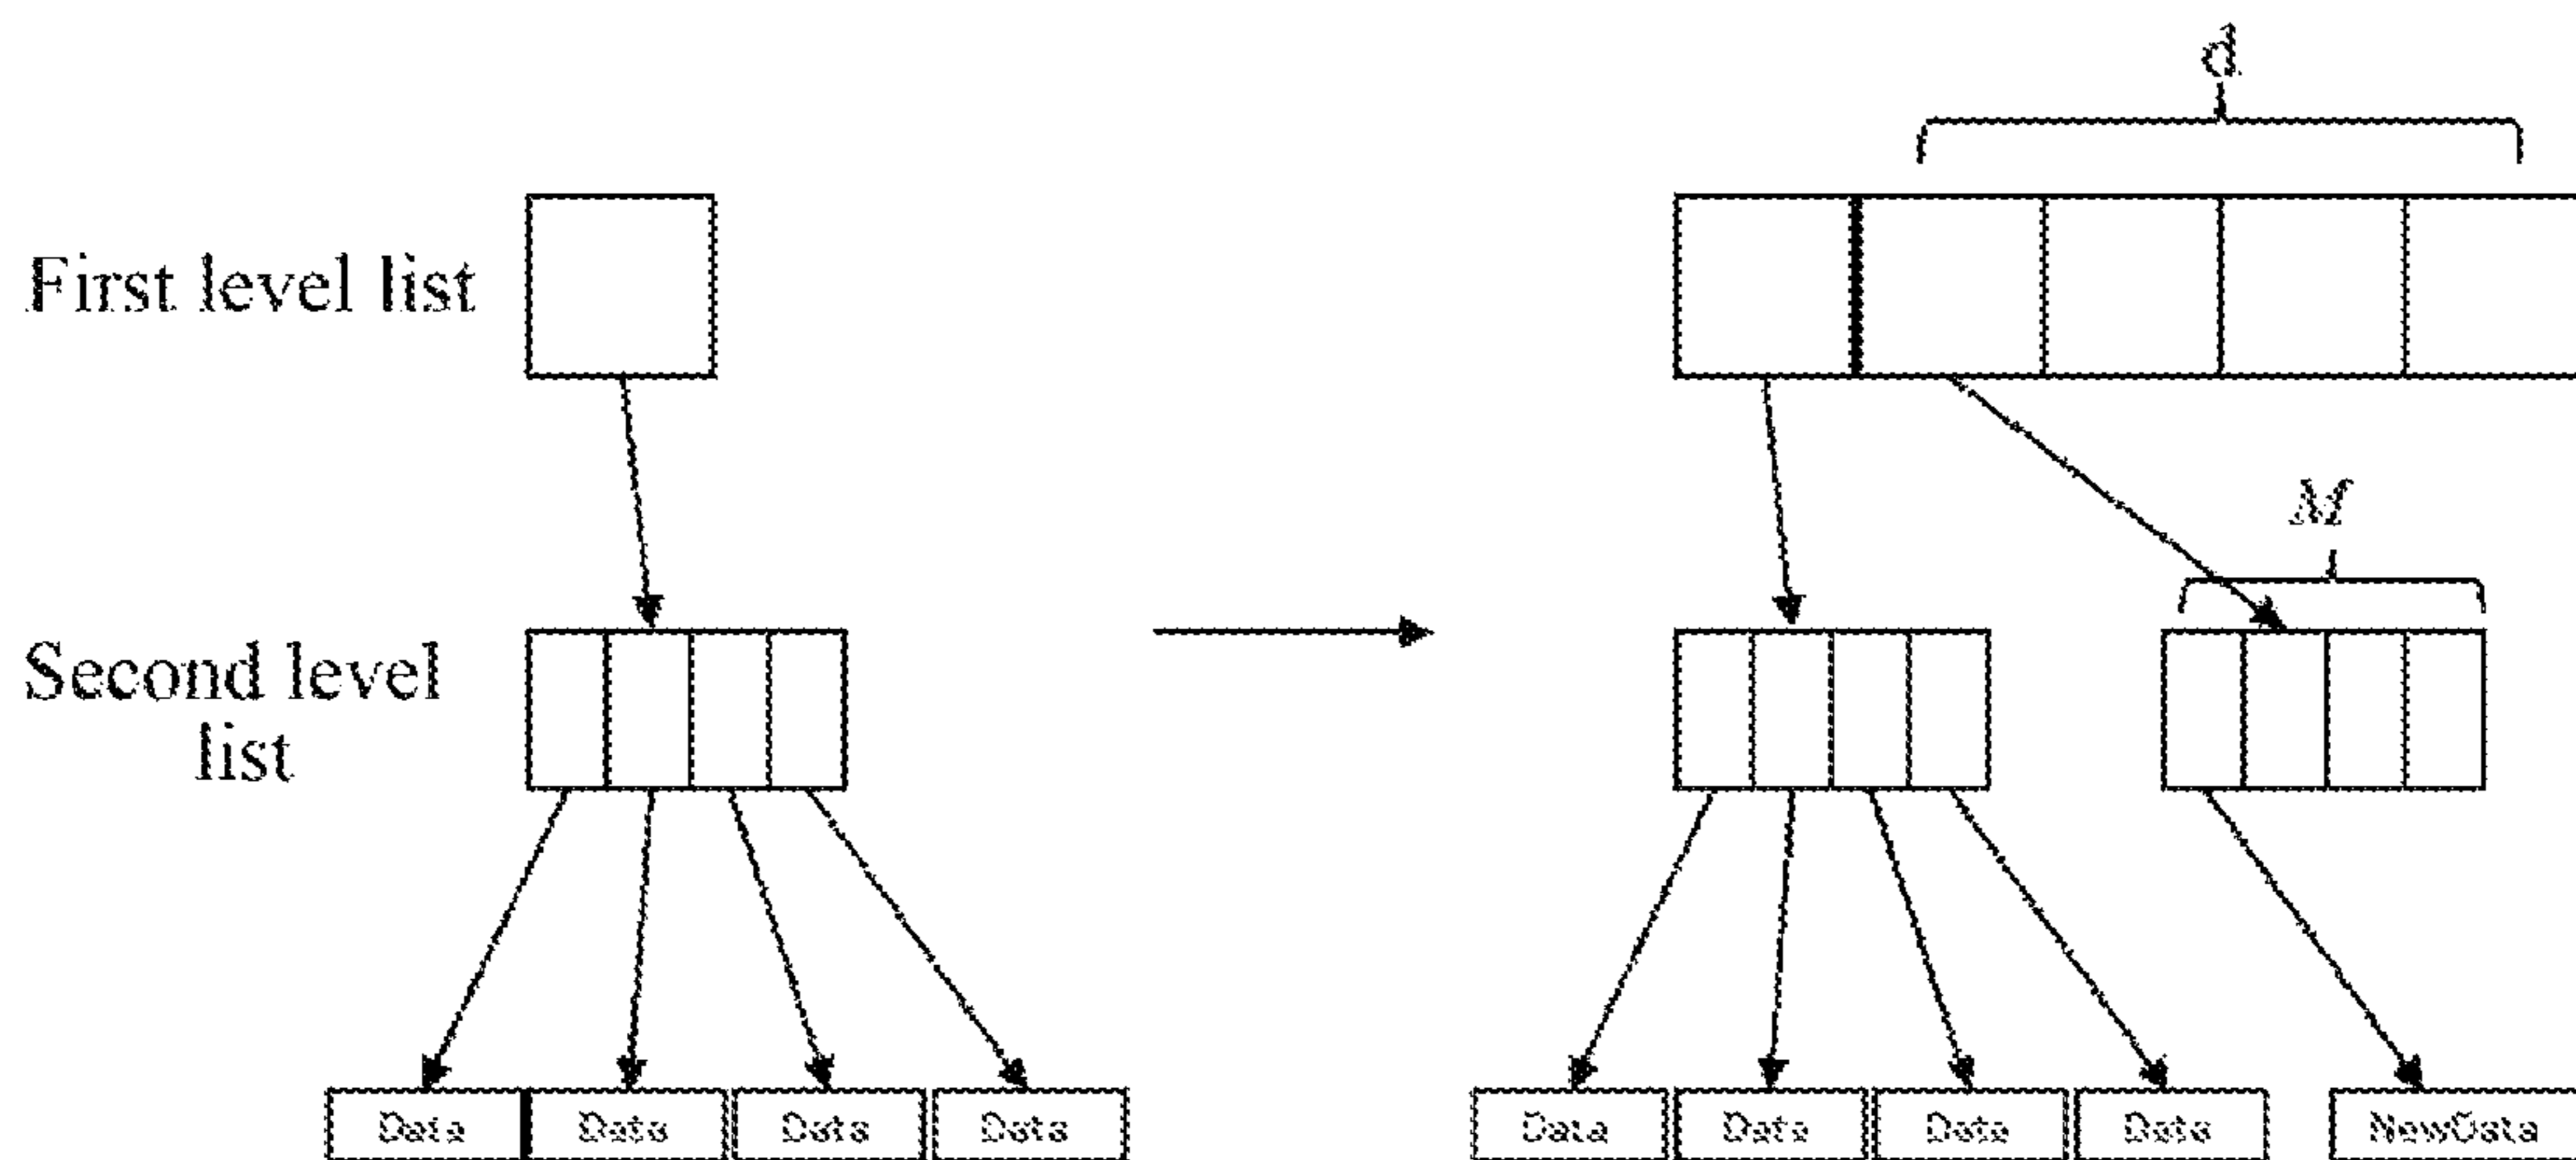 d
First level list
M
Second level
list
Data Data Data Data Data Data Data Data NewData